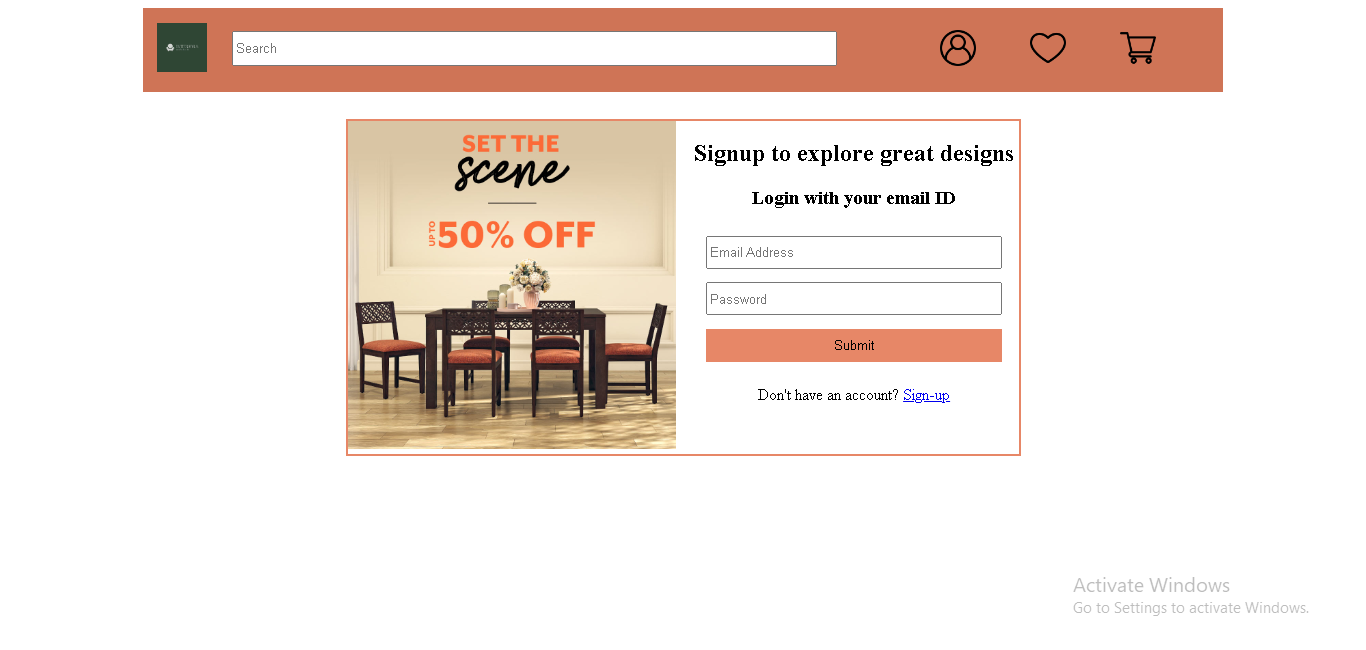 Search
SET THE
scene
UPTO
50% OFF
Signup to explore great designs
Login with your email ID
Email Address
Password
Submit
Don't have an account? Sign-up
Activate Windows
Go to Settings to activate Windows.